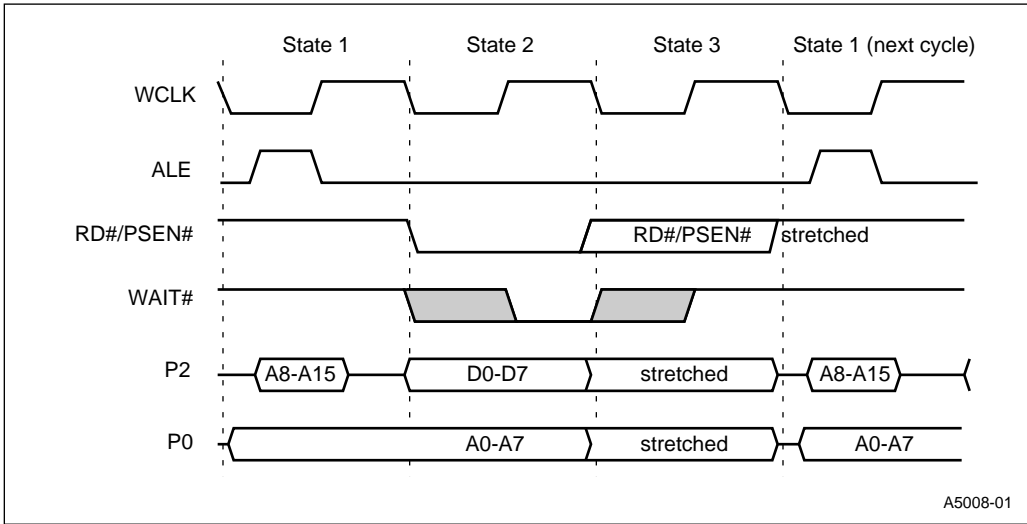 State 1 State 2 State 3 State 1 (next cycle)
WCLK
ALE
RD#/PSEN# RD#/PSEN# stretched
WAIT#
P2 A8-A15 D0-D7 stretched A8-A15
P0 A0-A7 stretched A0-A7
A5008-01